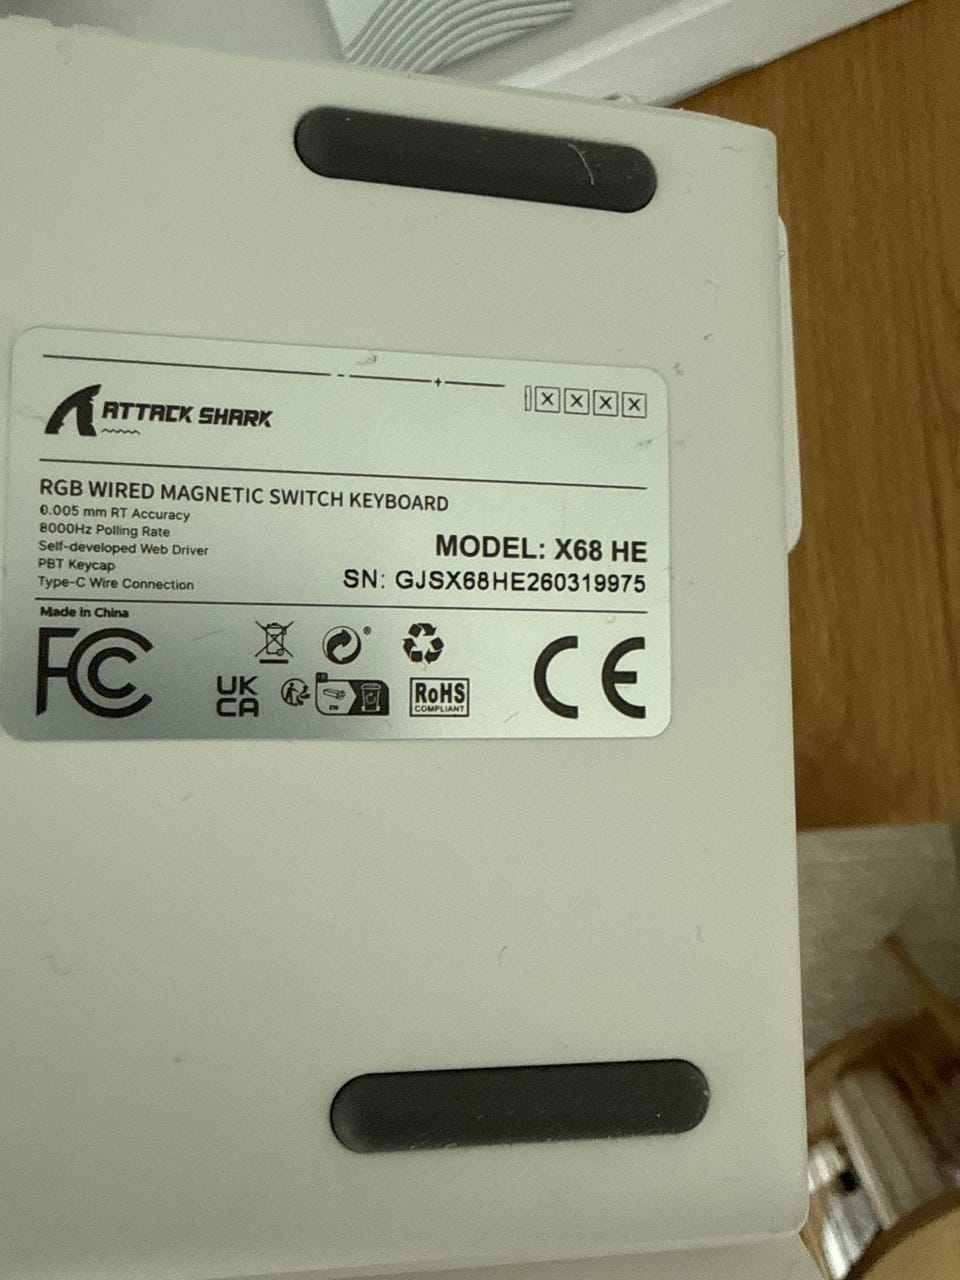 ATTACK SHARK
RGB WIRED MAGNETIC SWITCH KEYBOARD
0.005 mm RT Accuracy
8000Hz Polling Rate
Self-developed Web Driver
PBT Keycap
Type-C Wire Connection
MODEL: X68 HE
SN: GJSX68HE260319975
Made in China
FC
CE
UK
CA
RoHS
COMPLIANT